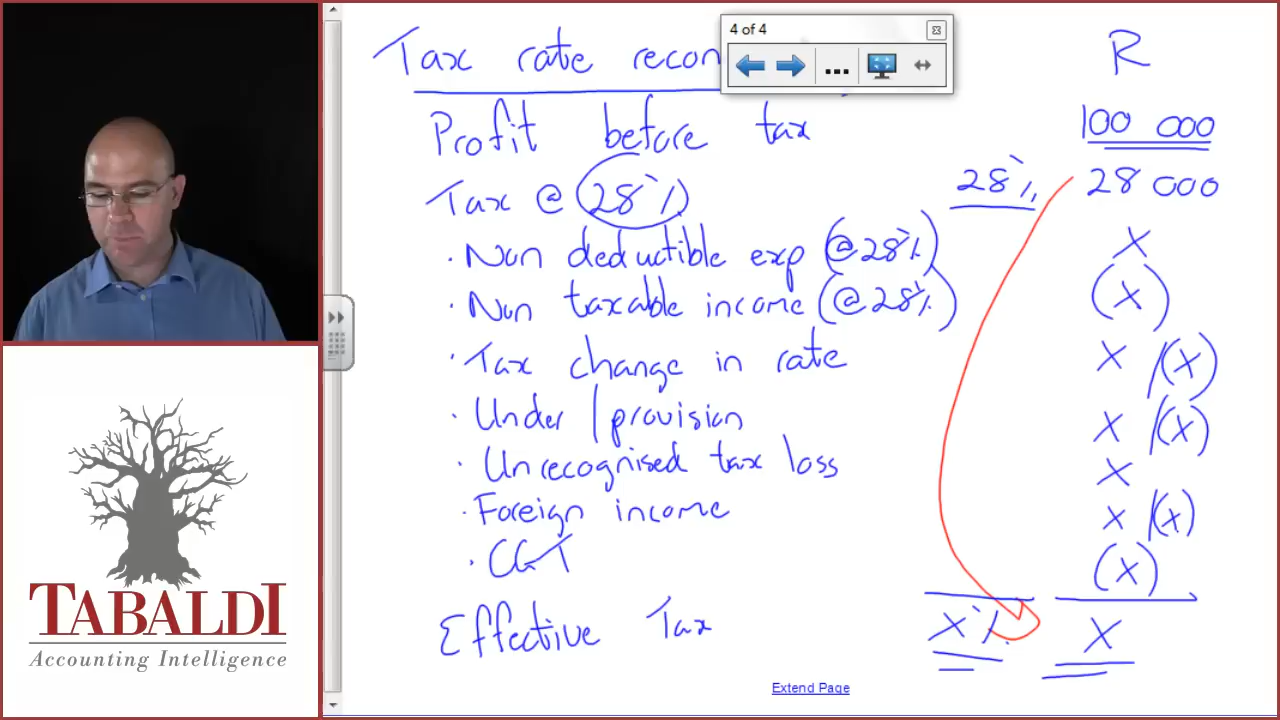 4 of 4
Tax rate recon R
Profit before tax 100 000
Tax @ 28% 28% 28 000
· Non deductible exp (@28%) X
· Non taxable income (@28%) (X)
· Tax change in rate X /(X)
· Under / provision X /(X)
· Unrecognised tax loss X
· Foreign income X /(X)
· CGT (X)
Effective Tax X% X
Extend Page
TABALDI
Accounting Intelligence